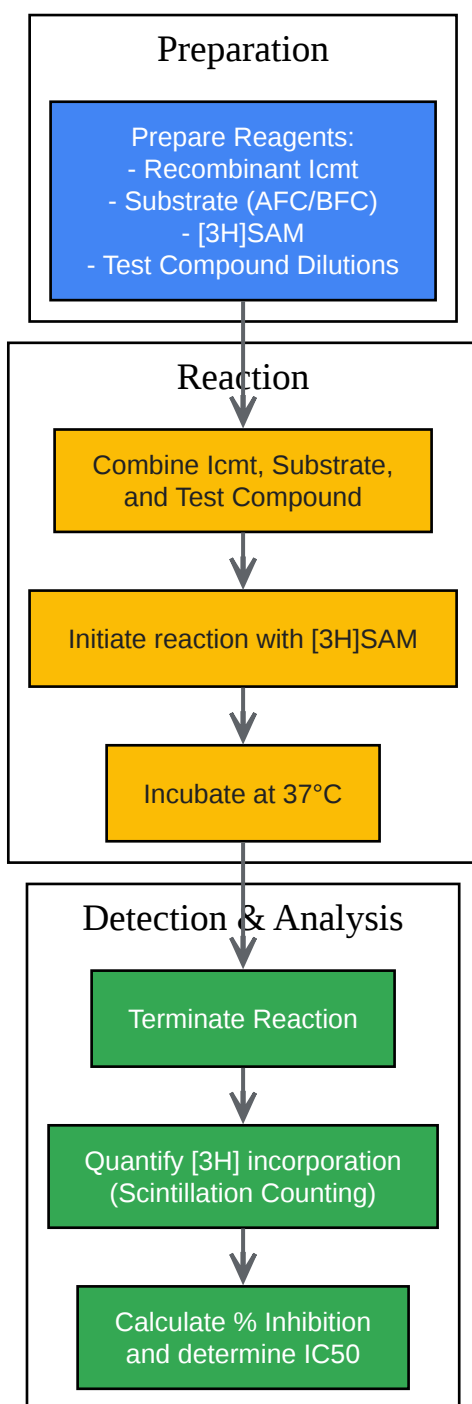 Preparation
Prepare Reagents:
- Recombinant Icmt
- Substrate (AFC/BFC)
- [3H]SAM
- Test Compound Dilutions
Reaction
Combine Icmt, Substrate,
and Test Compound
Initiate reaction with [3H]SAM
Incubate at 37°C
Detection & Analysis
Terminate Reaction
Quantify [3H] incorporation
(Scintillation Counting)
Calculate % Inhibition
and determine IC50